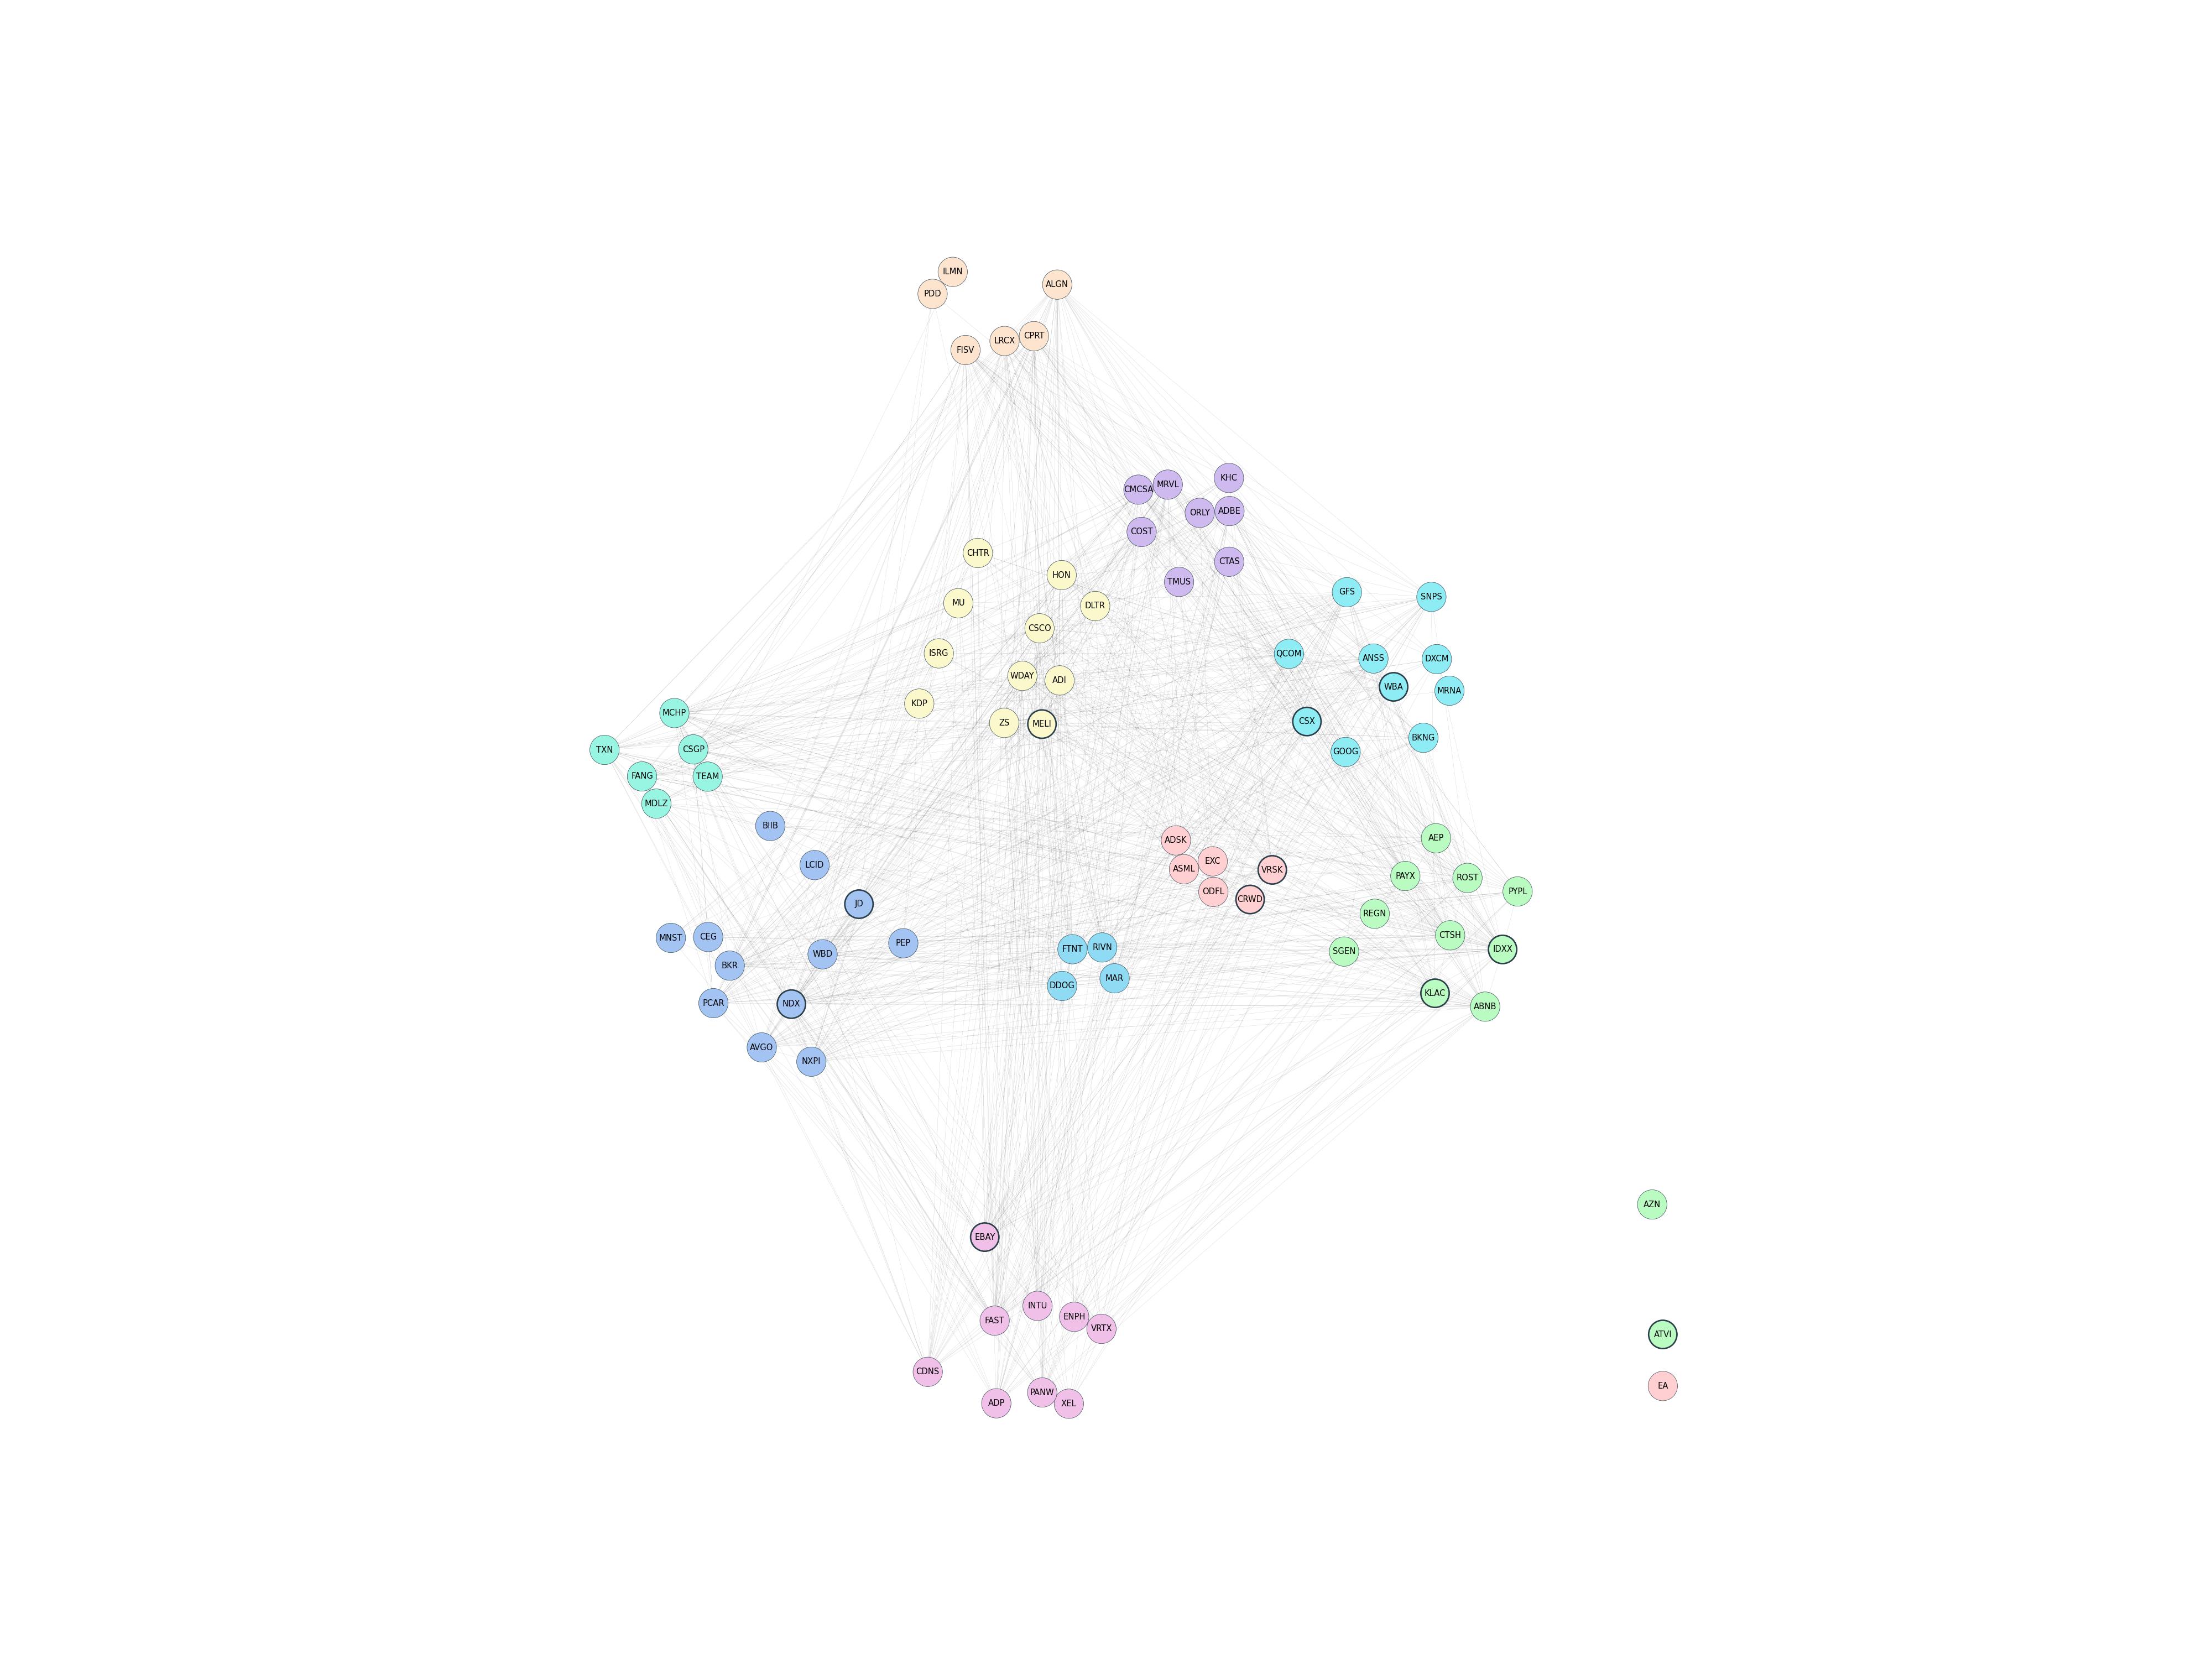 ILMN
ALGN
PDD
CPRT
LRCX
FISV
KHC
MRVL
CMCSA
ADBE
ORLY
COST
CHTR
CTAS
HON
TMUS
GFS
SNPS
MU
DLTR
CSCO
ISRG
QCOM
ANSS
DXCM
WDAY
ADI
WBA
MRNA
KDP
MCHP
CSX
ZS
MELI
BKNG
TXN
CSGP
GOOG
FANG
TEAM
MDLZ
BIIB
AEP
ADSK
EXC
LCID
ASML
VRSK
PAYX
ROST
ODFL
PYPL
CRWD
JD
REGN
CTSH
MNST
CEG
PEP
RIVN
FTNT
IDXX
SGEN
WBD
BKR
MAR
DDOG
KLAC
PCAR
NDX
ABNB
AVGO
NXPI
AZN
EBAY
INTU
ENPH
FAST
VRTX
ATVI
CDNS
EA
PANW
ADP
XEL